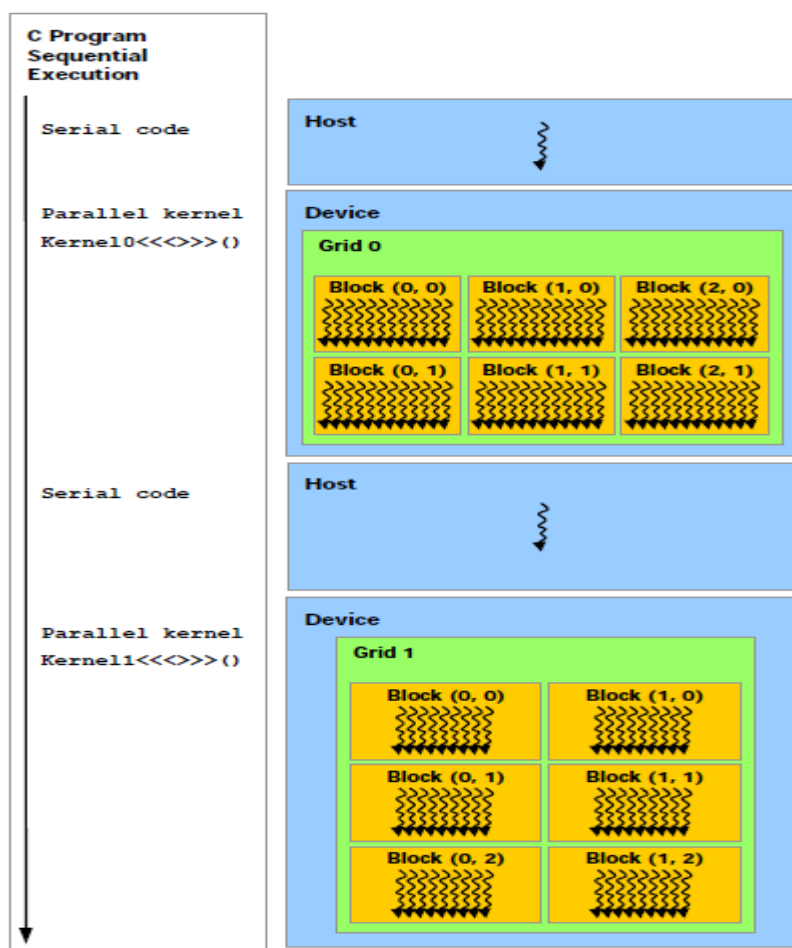 C Program
Sequential
Execution
Serial code
Host
Parallel kernel
Kernel0<<<>>>()
Device
Grid 0
Block (0, 0)
Block (1, 0)
Block (2, 0)
Block (0, 1)
Block (1, 1)
Block (2, 1)
Serial code
Host
Parallel kernel
Kernel1<<<>>>()
Device
Grid 1
Block (0, 0)
Block (1, 0)
Block (0, 1)
Block (1, 1)
Block (0, 2)
Block (1, 2)